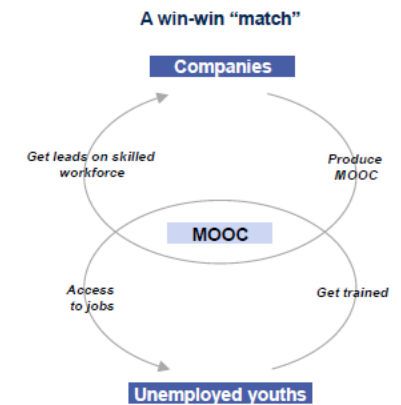 A win-win “match”
Companies
Get leads on skilled
workforce
Produce
MOOC
MOOC
Access
to jobs
Get trained
Unemployed youths